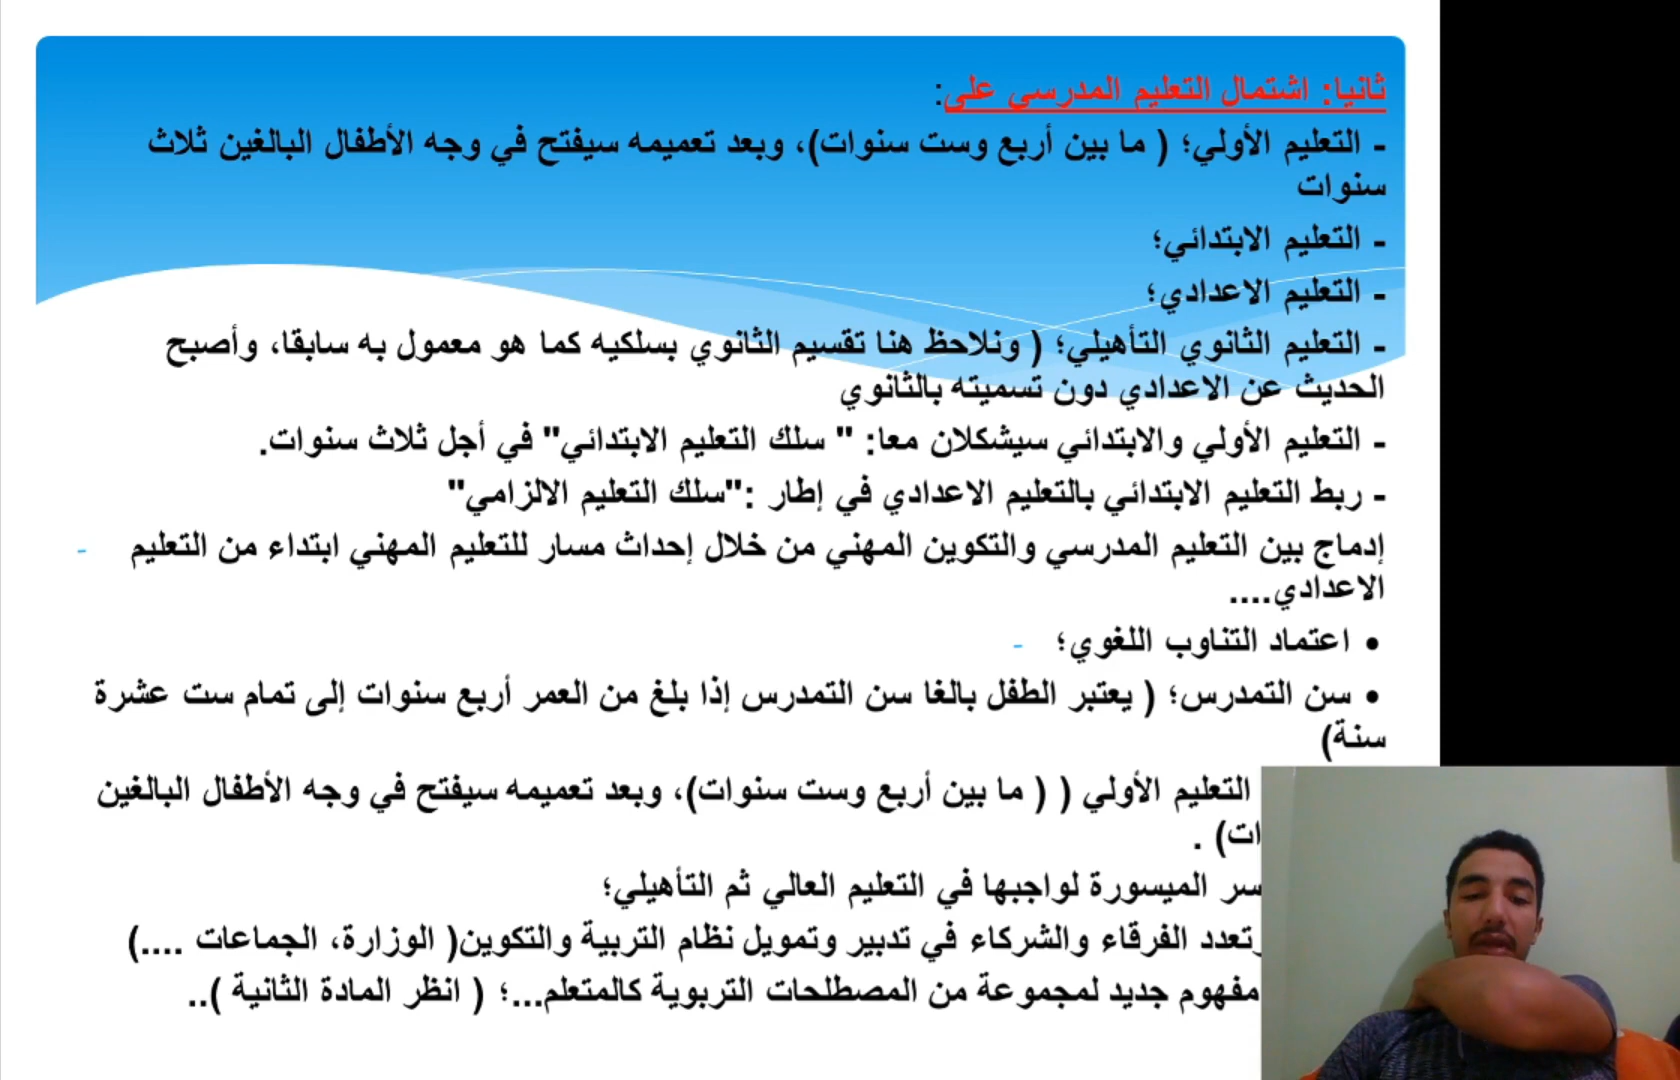 ثانيا: اشتمال التعليم المدرسي على:
- التعليم الأولي؛ ( ما بين أربع وست سنوات)، وبعد تعميمه سيفتح في وجه الأطفال البالغين ثلاث
سنوات
- التعليم الابتدائي؛
- التعليم الاعدادي؛
- التعليم الثانوي التأهيلي؛ ( ونلاحظ هنا تقسيم الثانوي بسلكيه كما هو معمول به سابقا، وأصبح
الحديث عن الاعدادي دون تسميته بالثانوي
- التعليم الأولي والابتدائي سيشكلان معا: " سلك التعليم الابتدائي" في أجل ثلاث سنوات.
- ربط التعليم الابتدائي بالتعليم الاعدادي في إطار :"سلك التعليم الالزامي"
إدماج بين التعليم المدرسي والتكوين المهني من خلال إحداث مسار للتعليم المهني ابتداء من التعليم -
الاعدادي....
• اعتماد التناوب اللغوي؛ -
• سن التمدرس؛ ( يعتبر الطفل بالغا سن التمدرس إذا بلغ من العمر أربع سنوات إلى تمام ست عشرة
سنة)
التعليم الأولي ( ( ما بين أربع وست سنوات)، وبعد تعميمه سيفتح في وجه الأطفال البالغين
ات) .
سر الميسورة لواجبها في التعليم العالي ثم التأهيلي؛
تعدد الفرقاء والشركاء في تدبير وتمويل نظام التربية والتكوين( الوزارة، الجماعات ....)
مفهوم جديد لمجموعة من المصطلحات التربوية كالمتعلم...؛ ( انظر المادة الثانية )..